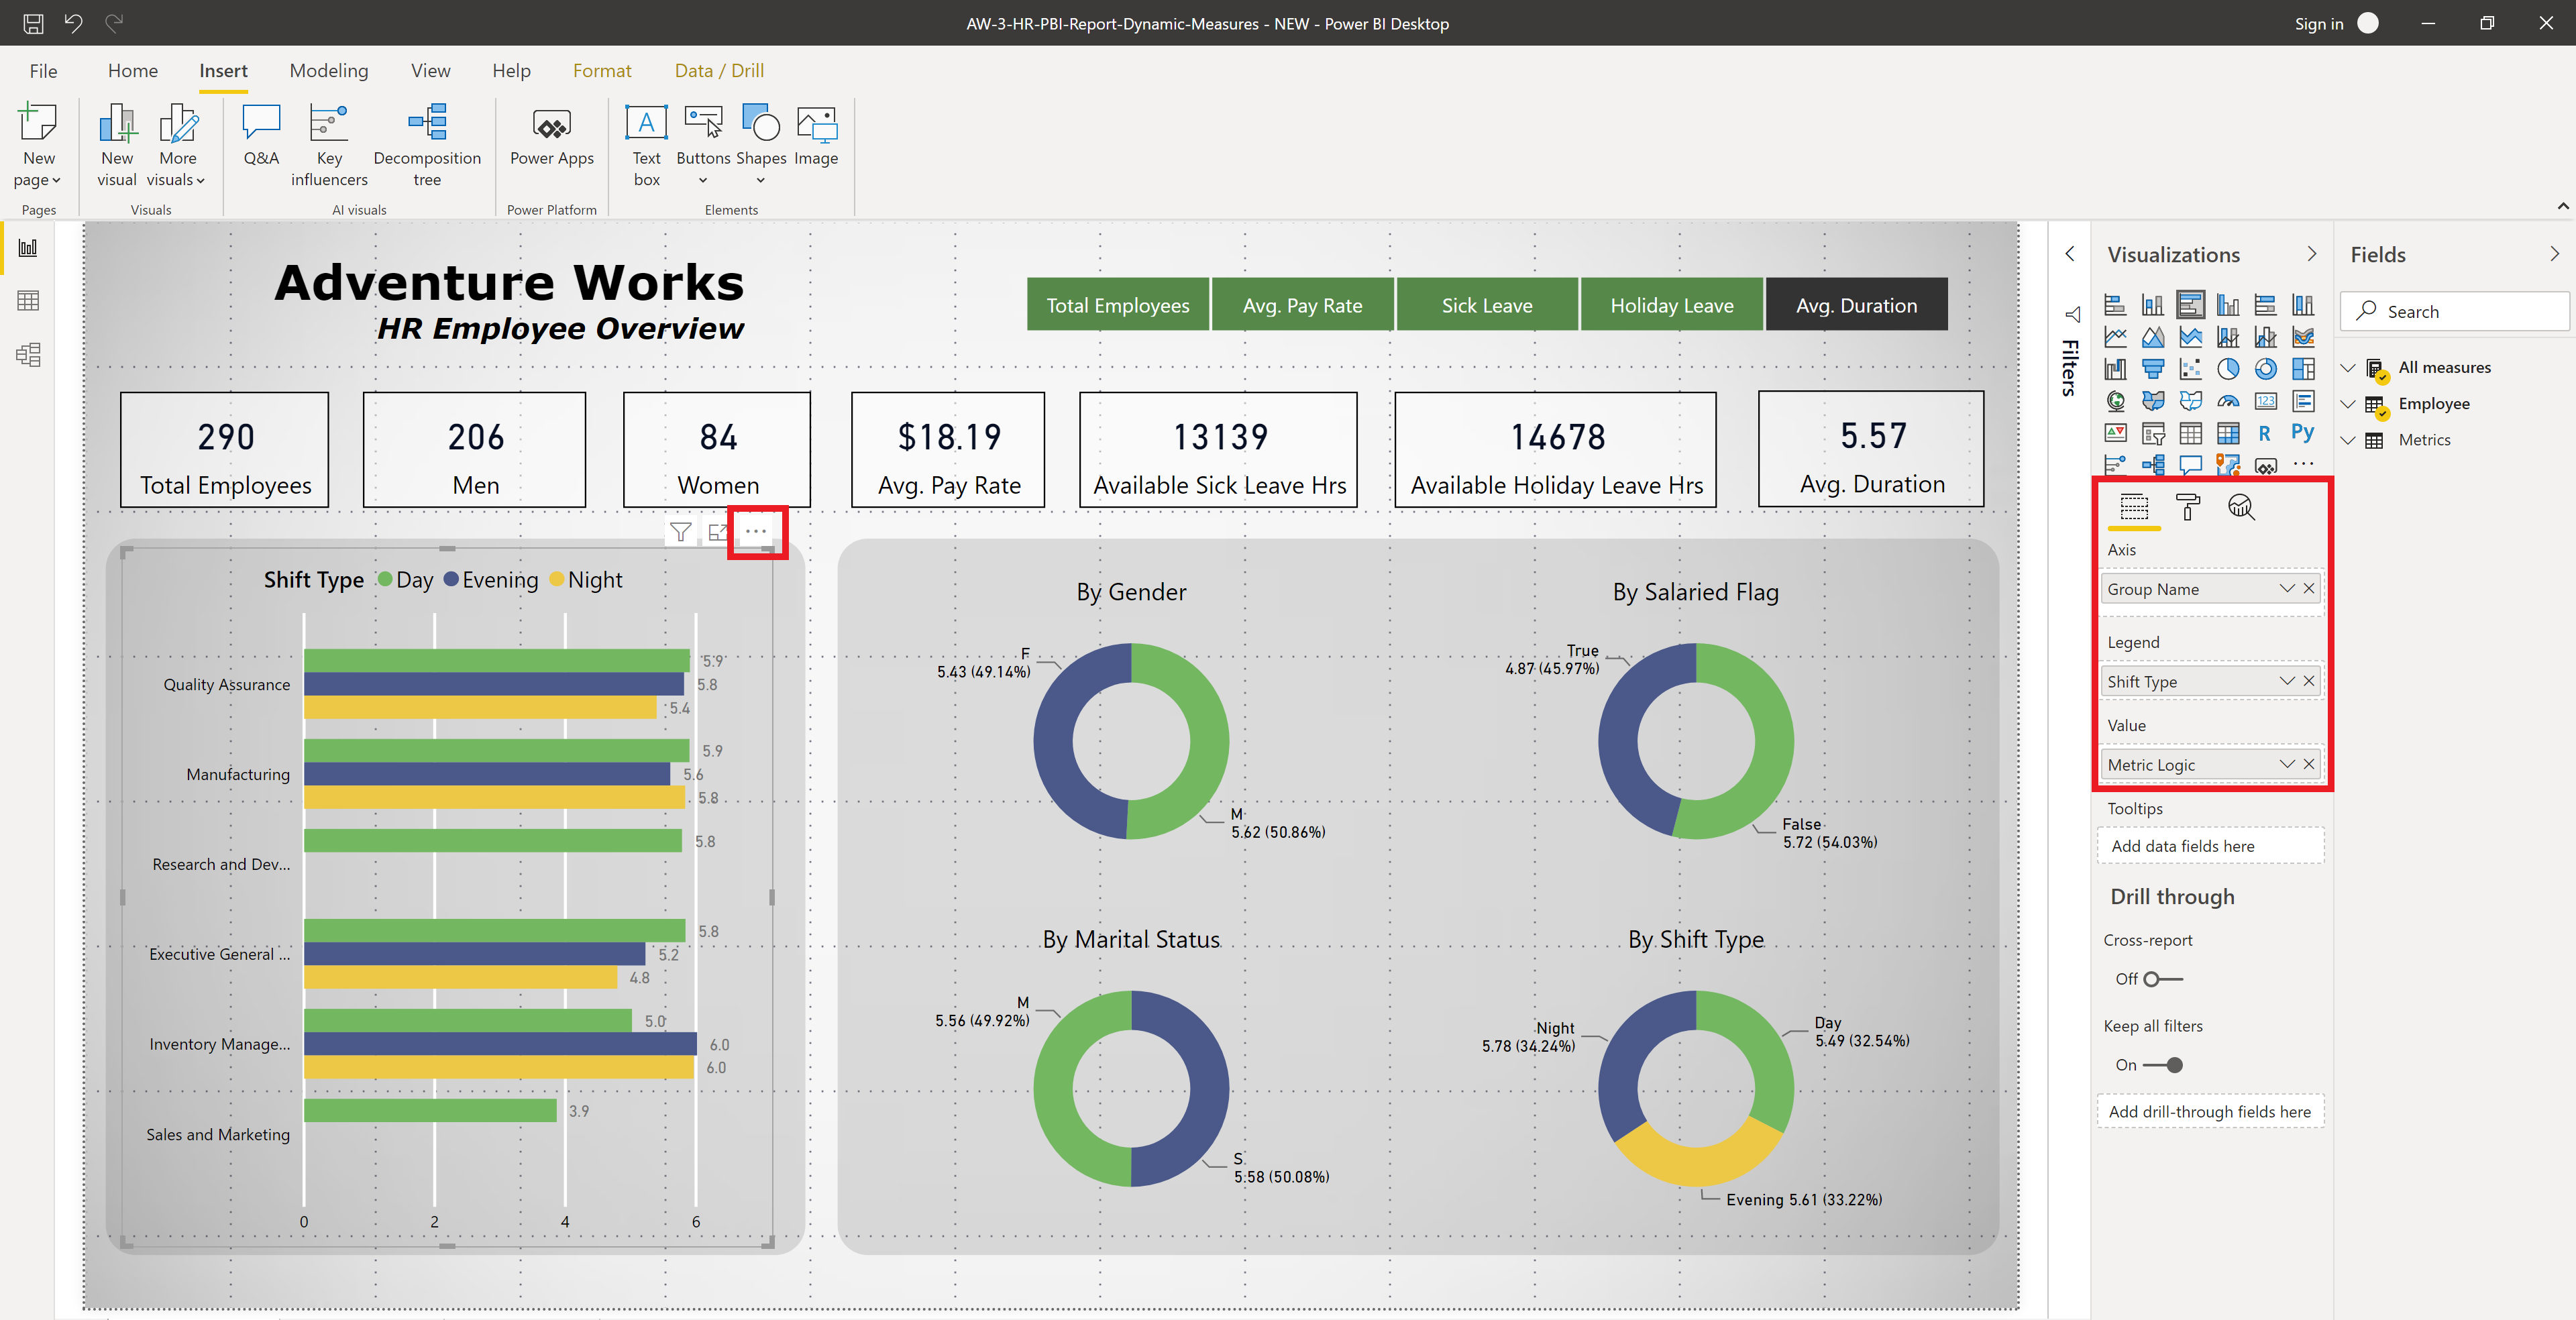 AW-3-HR-PBI-Report-Dynamic-Measures - NEW - Power BI Desktop
Sign in
File Home Insert Modeling View Help Format Data / Drill
New page
New visual
More visuals
Q&A
Key influencers
Decomposition tree
Power Apps
Text box
Buttons
Shapes
Image
Pages Visuals AI visuals Power Platform Elements
Adventure Works
HR Employee Overview
Total Employees Avg. Pay Rate Sick Leave Holiday Leave Avg. Duration
290
Total Employees
206
Men
84
Women
$18.19
Avg. Pay Rate
13139
Available Sick Leave Hrs
14678
Available Holiday Leave Hrs
5.57
Avg. Duration
Shift Type Day Evening Night
Quality Assurance
5.9
5.8
5.4
Manufacturing
5.9
5.6
5.8
Research and Dev...
5.8
Executive General ...
5.8
5.2
4.8
Inventory Manage...
5.0
6.0
6.0
Sales and Marketing
3.9
0 2 4 6
By Gender
F
5.43 (49.14%)
M
5.62 (50.86%)
By Salaried Flag
True
4.87 (45.97%)
False
5.72 (54.03%)
By Marital Status
M
5.56 (49.92%)
S
5.58 (50.08%)
By Shift Type
Night
5.78 (34.24%)
Day
5.49 (32.54%)
Evening 5.61 (33.22%)
Filters
Visualizations
123
R
Py
Axis
Group Name
Legend
Shift Type
Value
Metric Logic
Tooltips
Add data fields here
Drill through
Cross-report
Off
Keep all filters
On
Add drill-through fields here
Fields
Search
All measures
Employee
Metrics